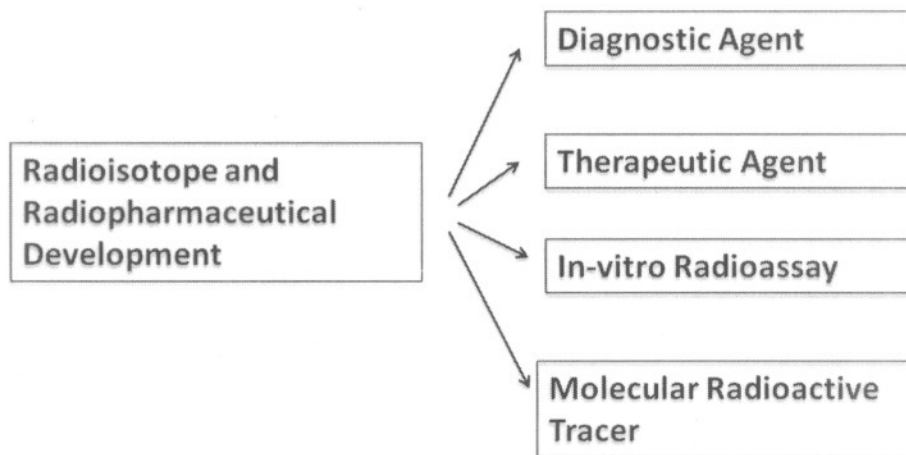 Radioisotope and
Radiopharmaceutical
Development
Diagnostic Agent
Therapeutic Agent
In-vitro Radioassay
Molecular Radioactive
Tracer